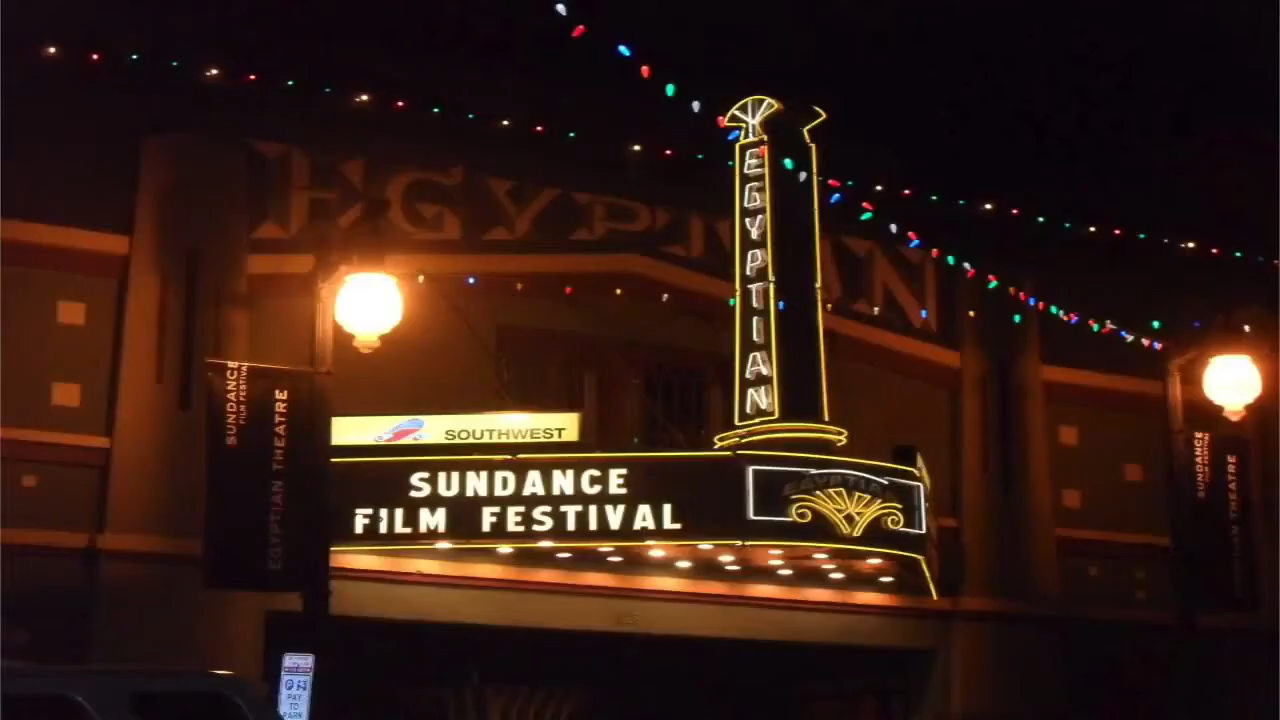 EGYPTIAN
EGYPTIAN
SUNDANCE
FILM FESTIVAL
EGYPTIAN THEATRE
SOUTHWEST
SUNDANCE
FILM FESTIVAL
EGYPTIAN
SUNDANCE
FILM FESTIVAL
EGYPTIAN THEATRE
PAY
TO
PARK